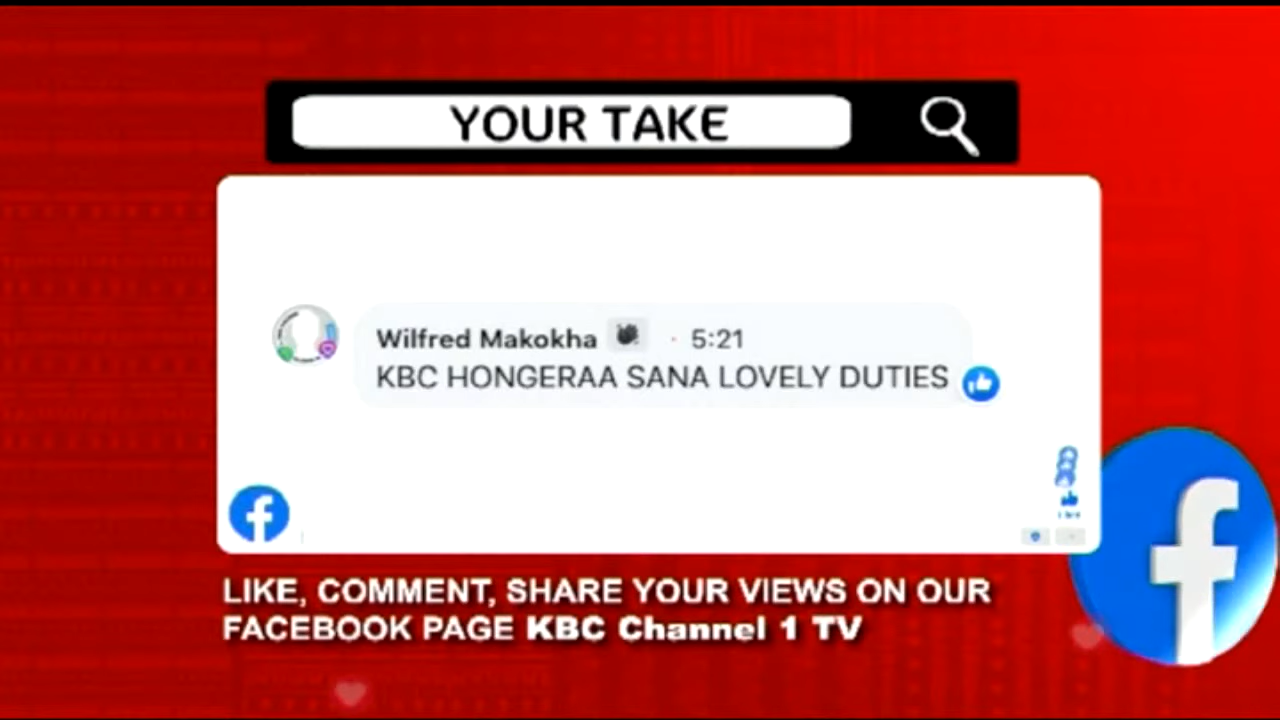 YOUR TAKE
Wilfred Makokha · 5:21
KBC HONGERAA SANA LOVELY DUTIES
LIKE, COMMENT, SHARE YOUR VIEWS ON OUR
FACEBOOK PAGE KBC Channel 1 TV